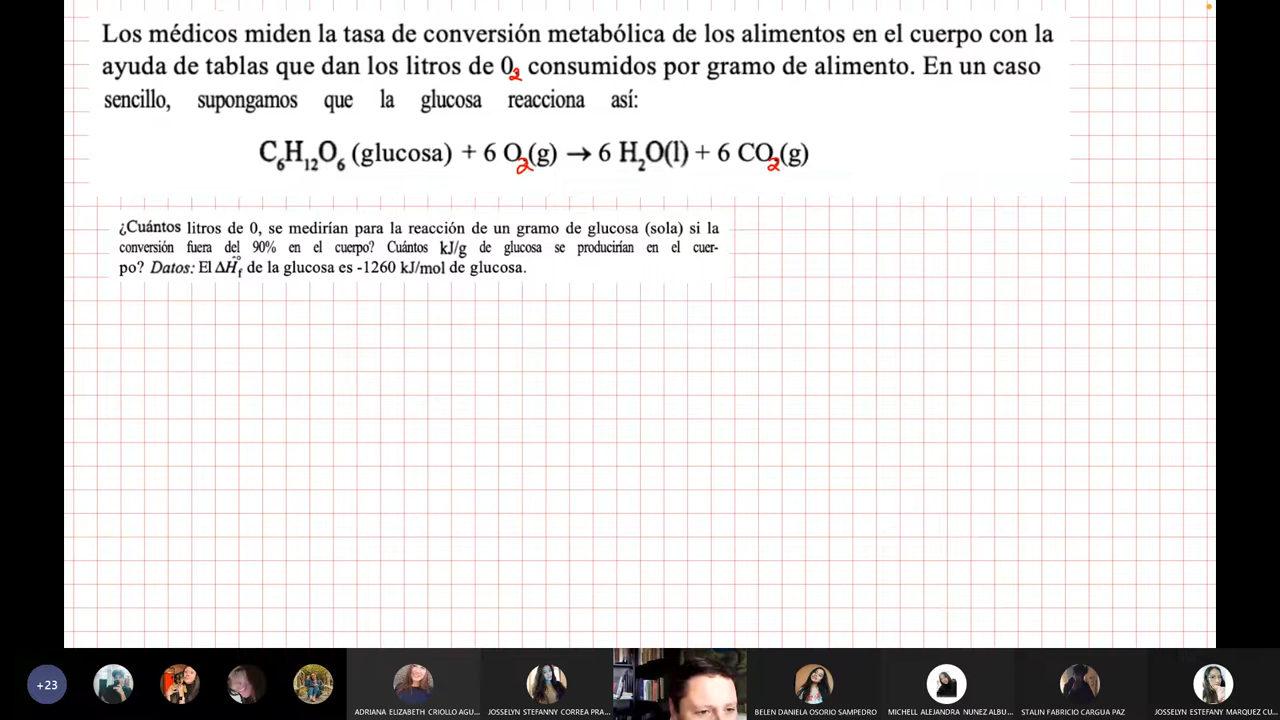 Los médicos miden la tasa de conversión metabólica de los alimentos en el cuerpo con la
ayuda de tablas que dan los litros de 0₂ consumidos por gramo de alimento. En un caso
sencillo, supongamos que la glucosa reacciona así:
C₆H₁₂O₆ (glucosa) + 6 O₂(g) → 6 H₂O(l) + 6 CO₂(g)
¿Cuántos litros de 0, se medirían para la reacción de un gramo de glucosa (sola) si la
conversión fuera del 90% en el cuerpo? Cuántos kJ/g de glucosa se producirían en el cuer-
po? Datos: El ΔĤ°f de la glucosa es -1260 kJ/mol de glucosa.
+23
ADRIANA ELIZABETH CRIOLLO AGU...
JOSSELYN STEFANNY CORREA PRA...
BELEN DANIELA OSORIO SAMPEDRO
MICHELL ALEJANDRA NUNEZ ALBU...
STALIN FABRICIO CARGUA PAZ
JOSSELYN ESTEFANY MARQUEZ CU...